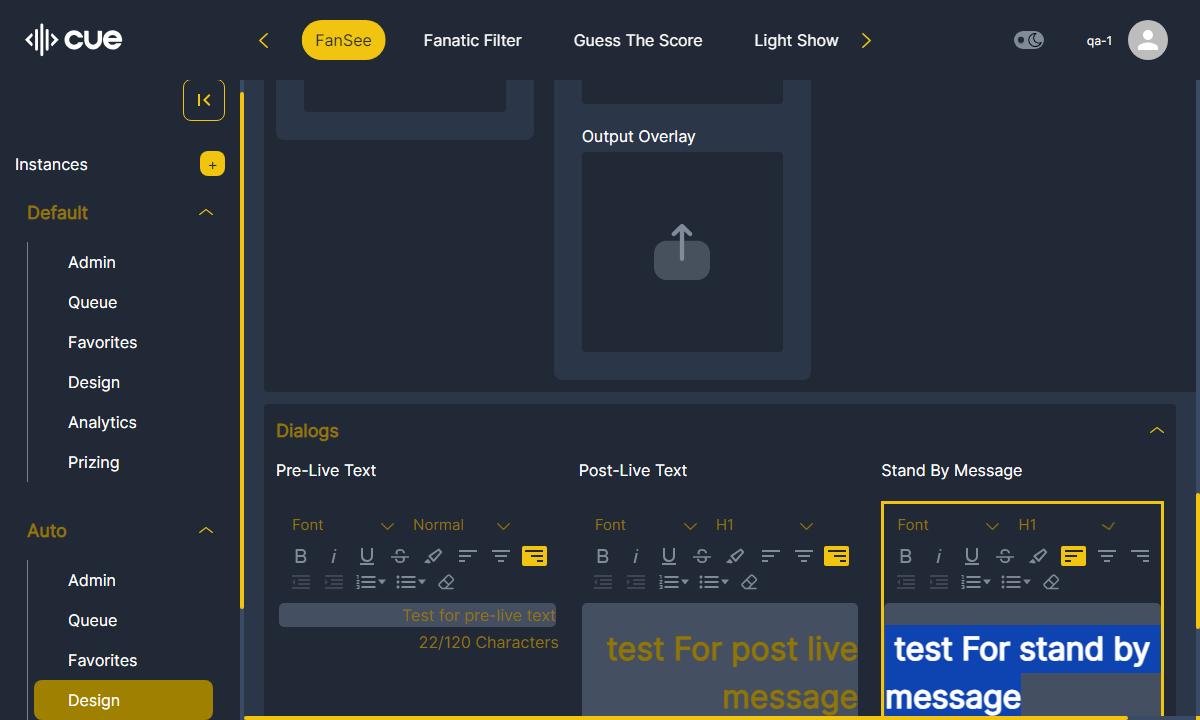 cue
FanSee
Fanatic Filter
Guess The Score
Light Show
qa-1
Instances
+
Default
Admin
Queue
Favorites
Design
Analytics
Prizing
Auto
Admin
Queue
Favorites
Design
Output Overlay
Dialogs
Pre-Live Text
Font
Normal
Test for pre-live text
22/120 Characters
Post-Live Text
Font
H1
test For post live
message
Stand By Message
Font
H1
test For stand by
message